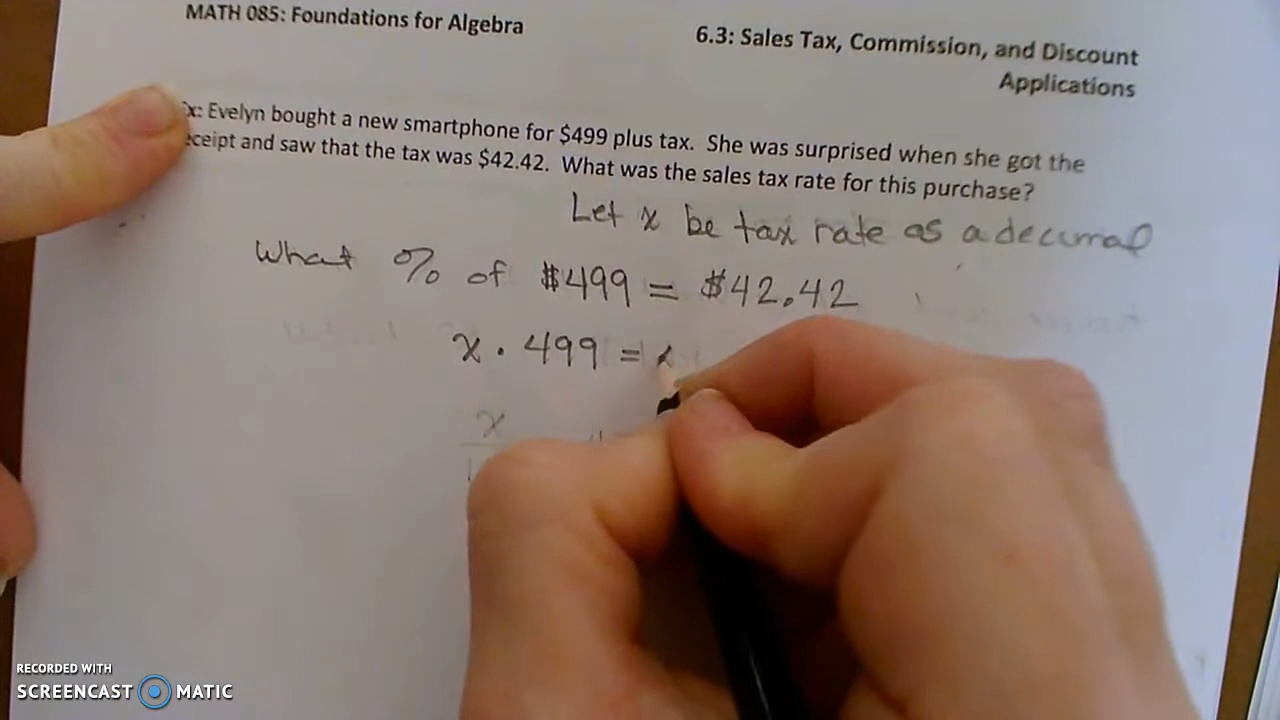 MATH 085: Foundations for Algebra
6.3: Sales Tax, Commission, and Discount
Applications
x: Evelyn bought a new smartphone for $499 plus tax. She was surprised when she got the
eceipt and saw that the tax was $42.42. What was the sales tax rate for this purchase?
Let x be tax rate as a decimal
What % of $499 = $42.42
x . 499 =
x
RECORDED WITH
SCREENCAST MATIC